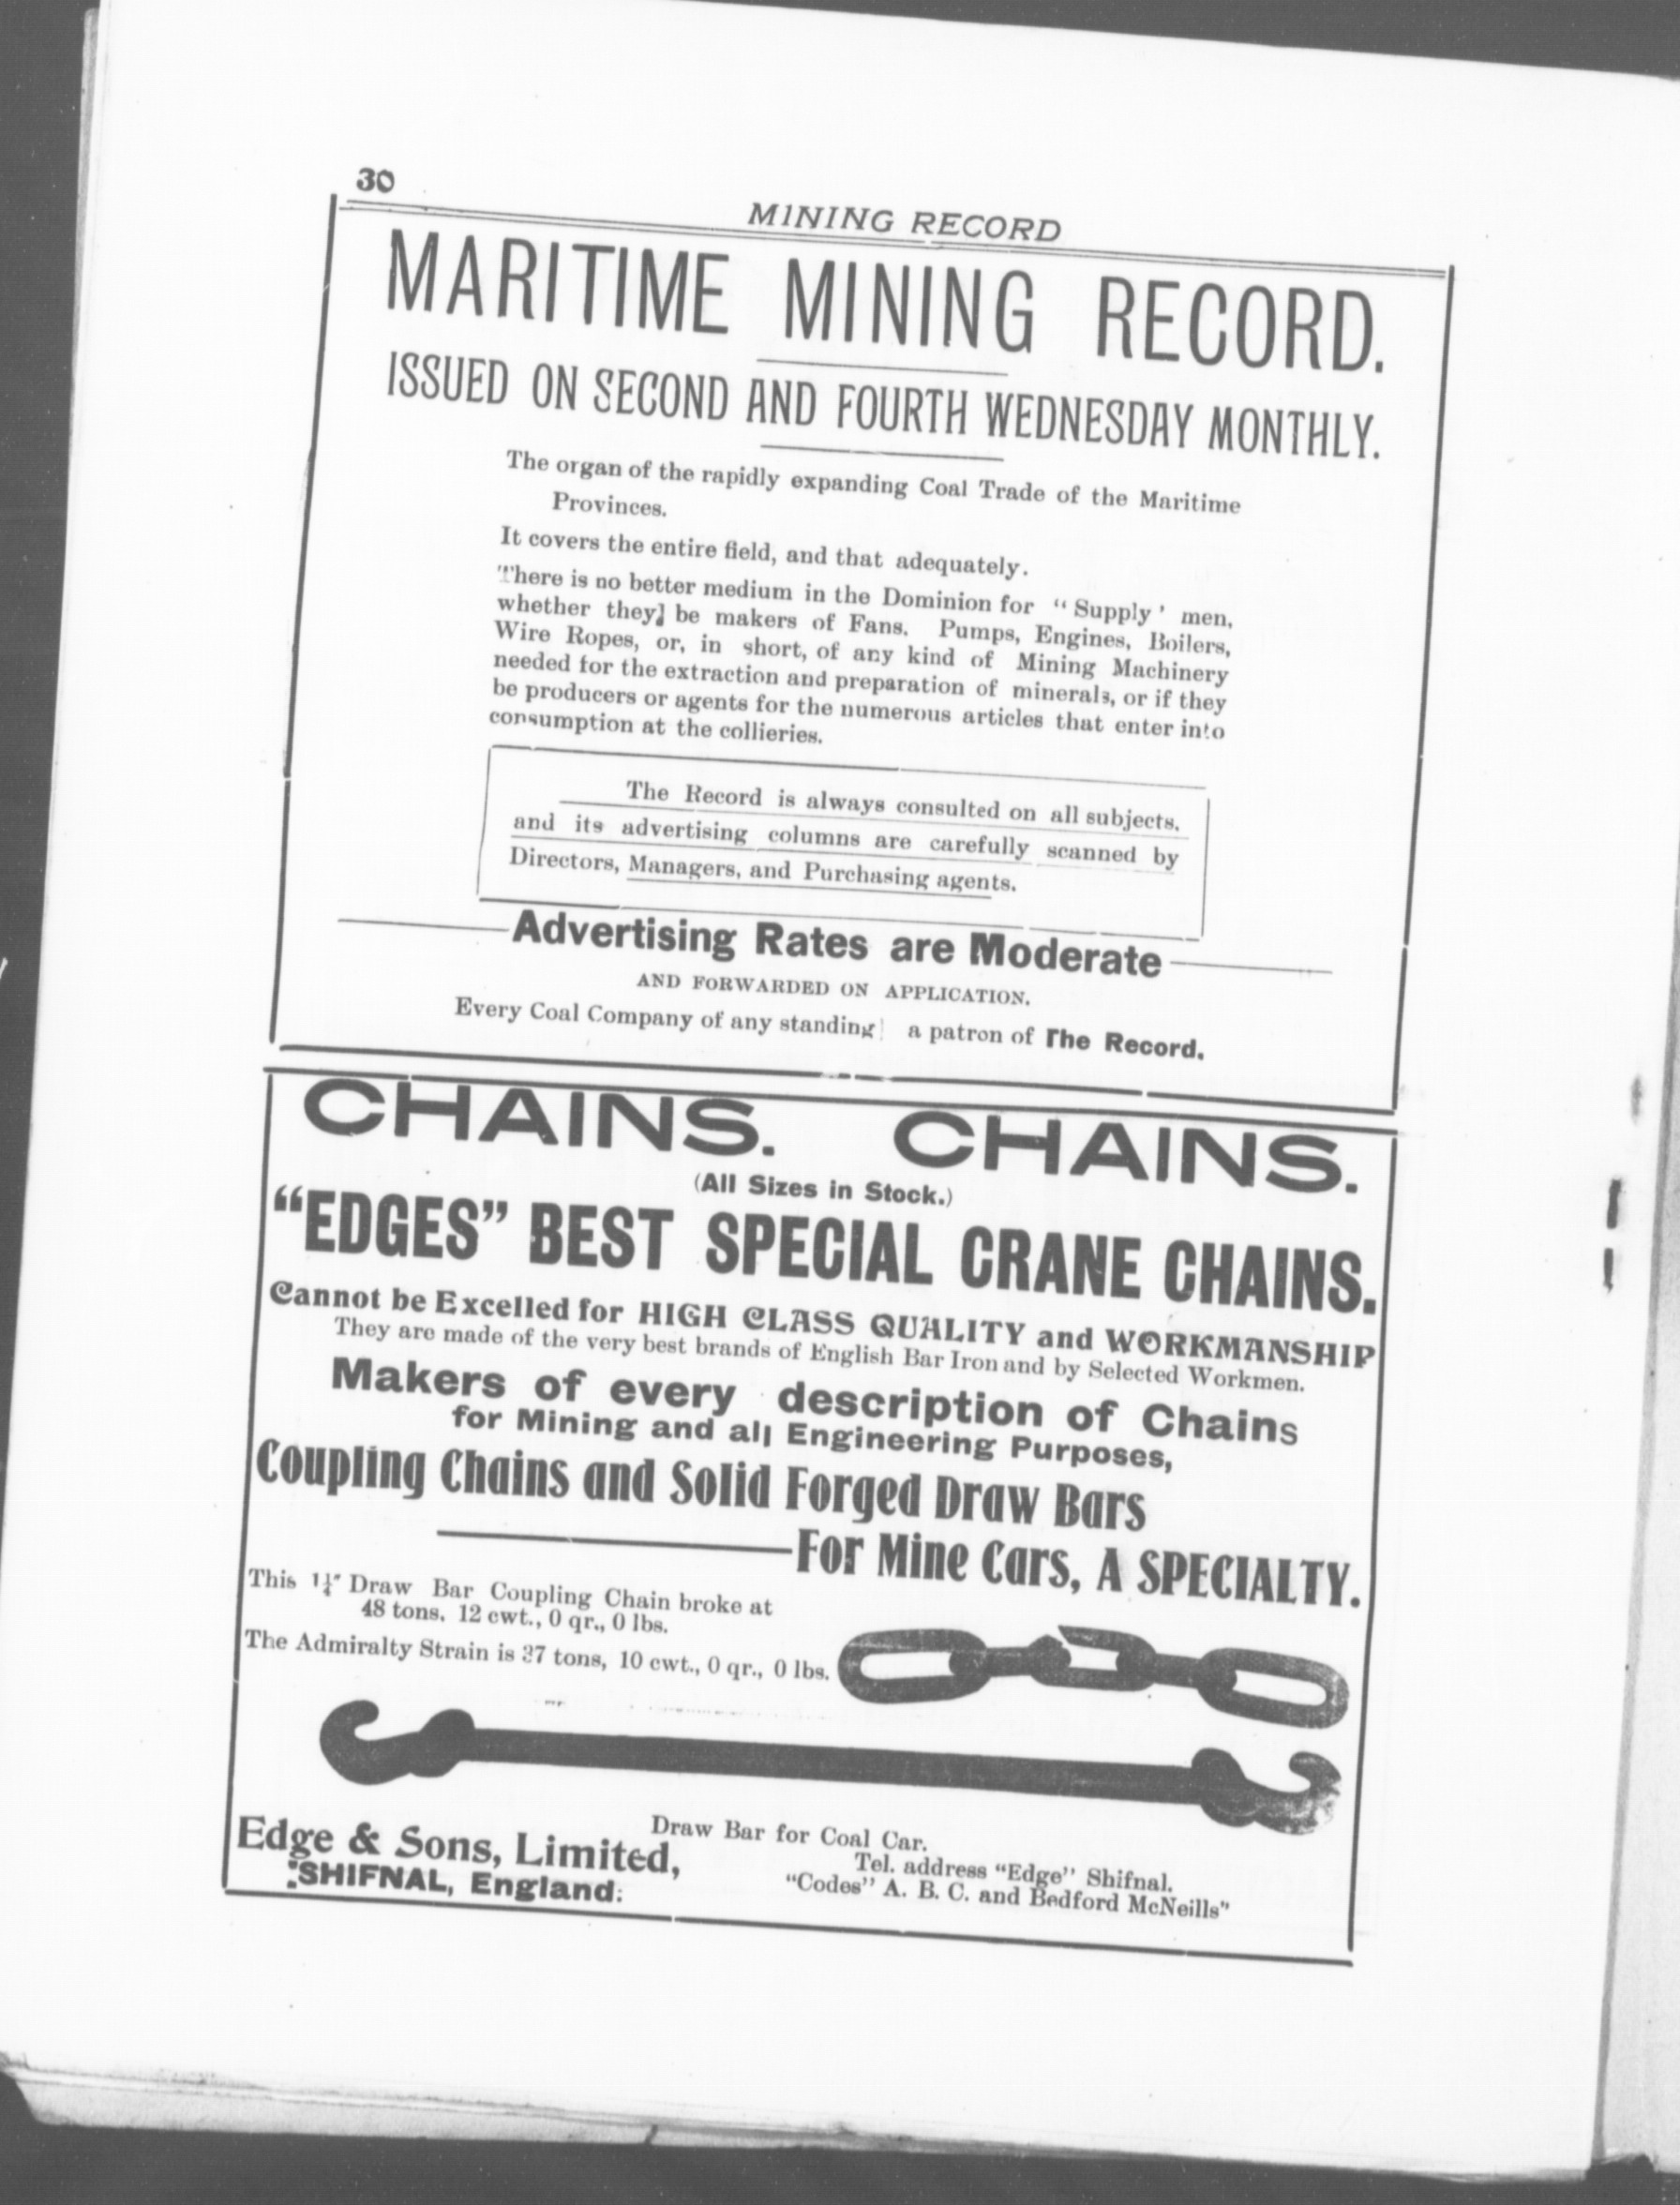 30
MINING RECORD
MARITIME MINING RECORD.
ISSUED ON SECOND AND FOURTH WEDNESDAY MONTHLY.
The organ of the rapidly expanding Coal Trade of the Maritime
Provinces.
It covers the entire field, and that adequately.
There is no better medium in the Dominion for “ Supply ’ men,
whether they] be makers of Fans. Pumps, Engines, Boilers,
Wire Ropes, or, in short, of any kind of Mining Machinery
needed for the extraction and preparation of minerals, or if they
be producers or agents for the numerous articles that enter into
consumption at the collieries.
The Record is always consulted on all subjects,
and its advertising columns are carefully scanned by
Directors, Managers, and Purchasing agents.
Advertising Rates are Moderate
AND FORWARDED ON APPLICATION.
Every Coal Company of any standing a patron of The Record.
CHAINS. CHAINS.
(All Sizes in Stock.)
“EDGES” BEST SPECIAL CRANE CHAINS.
Cannot be Excelled for HIGH CLASS QUALITY and WORKMANSHIP
They are made of the very best brands of English Bar Iron and by Selected Workmen.
Makers of every description of Chains
for Mining and all Engineering Purposes,
Coupling Chains and Solid Forged Draw Bars
For Mine Cars, A SPECIALTY.
This 1¼″ Draw Bar Coupling Chain broke at
48 tons. 12 cwt., 0 qr., 0 lbs.
The Admiralty Strain is 37 tons, 10 cwt., 0 qr., 0 lbs.
Draw Bar for Coal Car.
Edge & Sons, Limited,
SHIFNAL, England.
Tel. address “Edge” Shifnal.
“Codes” A. B. C. and Bedford McNeills”